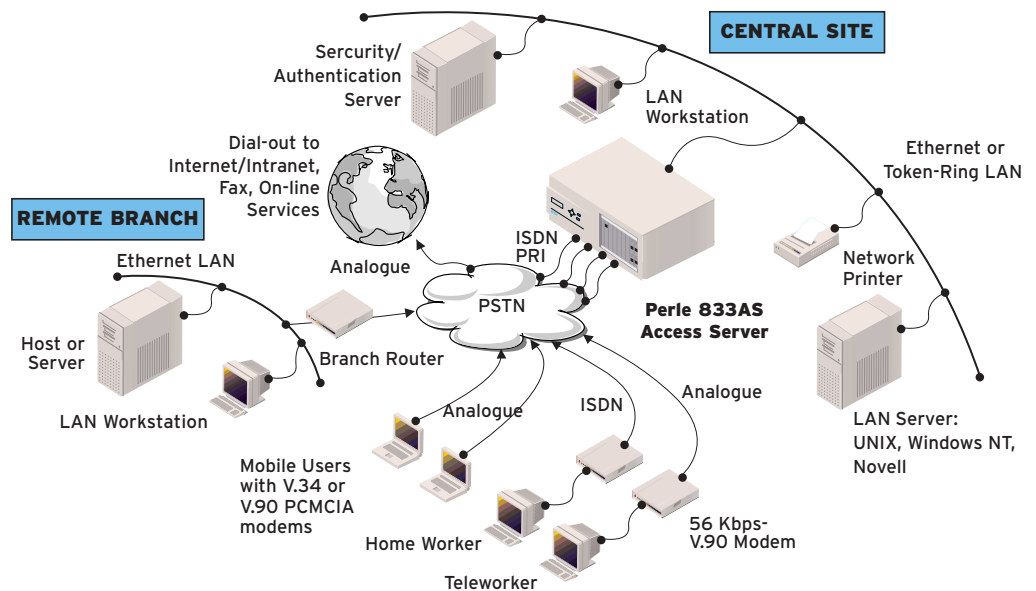 CENTRAL SITE
Sercurity/
Authentication
Server
LAN
Workstation
Dial-out to
Internet/Intranet,
Fax, On-line
Services
Ethernet or
Token-Ring LAN
REMOTE BRANCH
Ethernet LAN
Analogue
ISDN
PRI
PSTN
Network
Printer
Perle 833AS
Access Server
Host or
Server
Branch Router
LAN Workstation
Analogue
ISDN
Analogue
LAN Server:
UNIX, Windows NT,
Novell
Mobile Users
with V.34 or
V.90 PCMCIA
modems
Home Worker
56 Kbps-
V.90 Modem
Teleworker